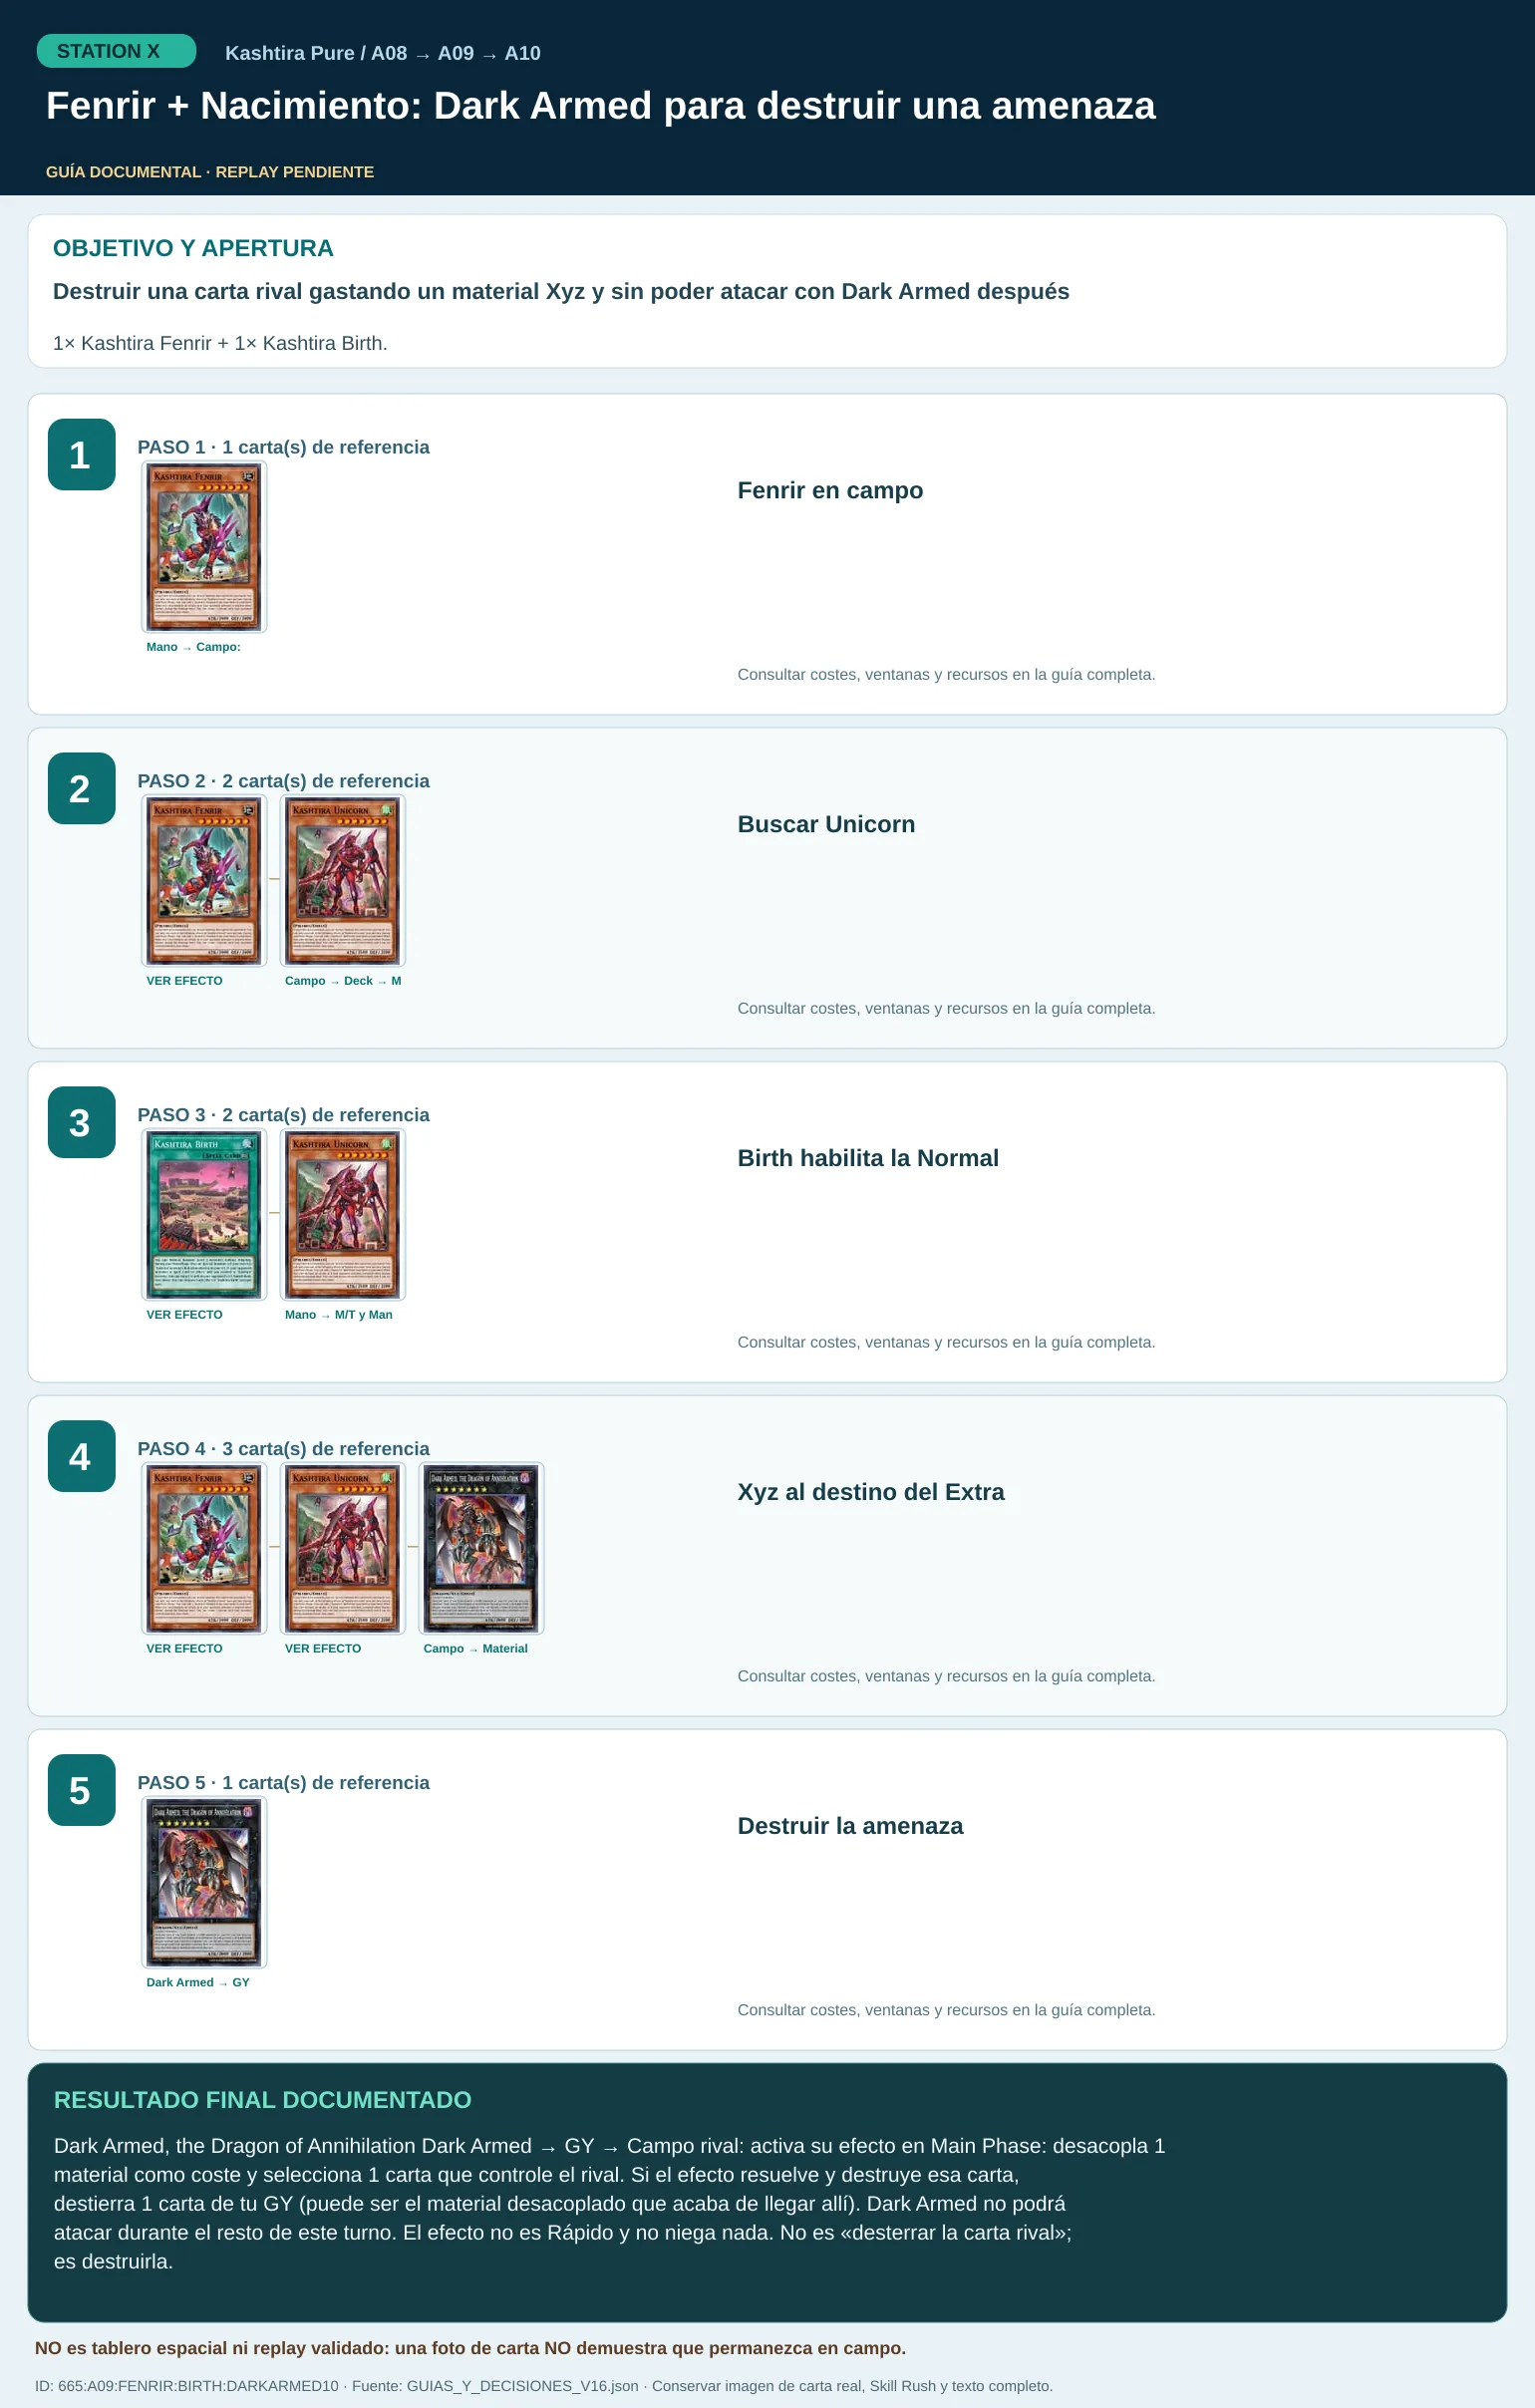 STATION X
Kashtira Pure / A08 → A09 → A10
Fenrir + Nacimiento: Dark Armed para destruir una amenaza
GUÍA DOCUMENTAL · REPLAY PENDIENTE
OBJETIVO Y APERTURA
Destruir una carta rival gastando un material Xyz y sin poder atacar con Dark Armed después
1× Kashtira Fenrir + 1× Kashtira Birth.
1
PASO 1 · 1 carta(s) de referencia
KASHTIRA FENRIR
Mano → Campo:
Fenrir en campo
Consultar costes, ventanas y recursos en la guía completa.
2
PASO 2 · 2 carta(s) de referencia
KASHTIRA FENRIR
KASHTIRA UNICORN
VER EFECTO
Campo → Deck → M
Buscar Unicorn
Consultar costes, ventanas y recursos en la guía completa.
3
PASO 3 · 2 carta(s) de referencia
KASHTIRA BIRTH
KASHTIRA UNICORN
VER EFECTO
Mano → M/T y Man
Birth habilita la Normal
Consultar costes, ventanas y recursos en la guía completa.
4
PASO 4 · 3 carta(s) de referencia
KASHTIRA FENRIR
KASHTIRA UNICORN
DARK ARMED, THE DRAGON OF ANNIHILATION
VER EFECTO
VER EFECTO
Campo → Material
Xyz al destino del Extra
Consultar costes, ventanas y recursos en la guía completa.
5
PASO 5 · 1 carta(s) de referencia
DARK ARMED, THE DRAGON OF ANNIHILATION
Dark Armed → GY
Destruir la amenaza
Consultar costes, ventanas y recursos en la guía completa.
RESULTADO FINAL DOCUMENTADO
Dark Armed, the Dragon of Annihilation Dark Armed → GY → Campo rival: activa su efecto en Main Phase: desacopla 1
material como coste y selecciona 1 carta que controle el rival. Si el efecto resuelve y destruye esa carta,
destierra 1 carta de tu GY (puede ser el material desacoplado que acaba de llegar allí). Dark Armed no podrá
atacar durante el resto de este turno. El efecto no es Rápido y no niega nada. No es «desterrar la carta rival»;
es destruirla.
NO es tablero espacial ni replay validado: una foto de carta NO demuestra que permanezca en campo.
ID: 665:A09:FENRIR:BIRTH:DARKARMED10 · Fuente: GUIAS_Y_DECISIONES_V16.json · Conservar imagen de carta real, Skill Rush y texto completo.